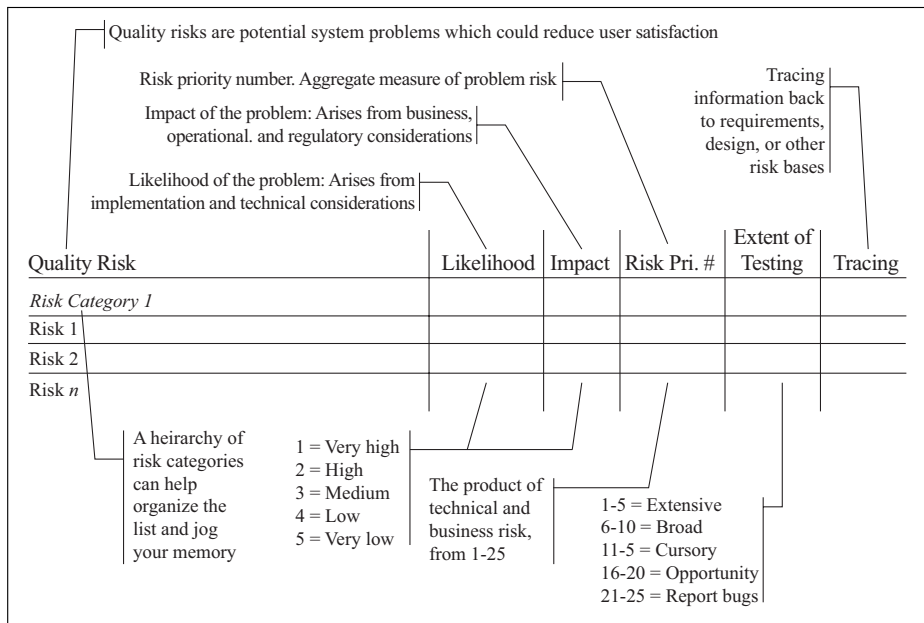 Quality risks are potential system problems which could reduce user satisfaction
Risk priority number. Aggregate measure of problem risk
Impact of the problem: Arises from business,
operational. and regulatory considerations
Likelihood of the problem: Arises from
implementation and technical considerations
Tracing
information back
to requirements,
design, or other
risk bases
Quality Risk
Likelihood
Impact
Risk Pri. #
Extent of
Testing
Tracing
Risk Category 1
Risk 1
Risk 2
Risk n
A heirarchy of
risk categories
can help
organize the
list and jog
your memory
1 = Very high
2 = High
3 = Medium
4 = Low
5 = Very low
The product of
technical and
business risk,
from 1-25
1-5 = Extensive
6-10 = Broad
11-5 = Cursory
16-20 = Opportunity
21-25 = Report bugs